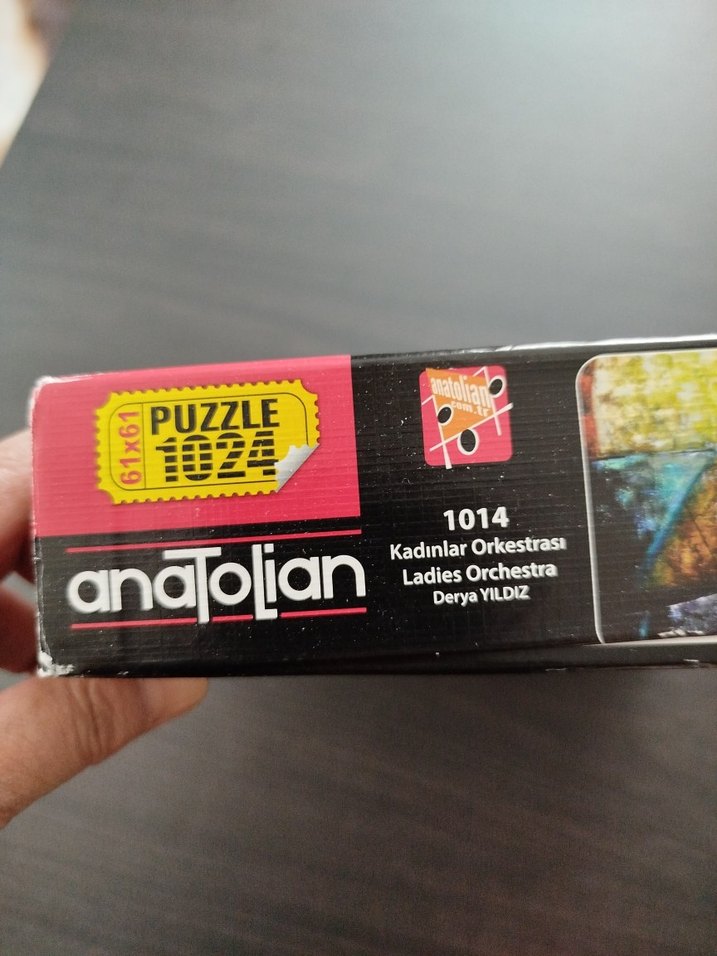 61x61
PUZZLE
1024
anaTolian
anatolian
.com.tr
1014
Kadınlar Orkestrası
Ladies Orchestra
Derya YILDIZ